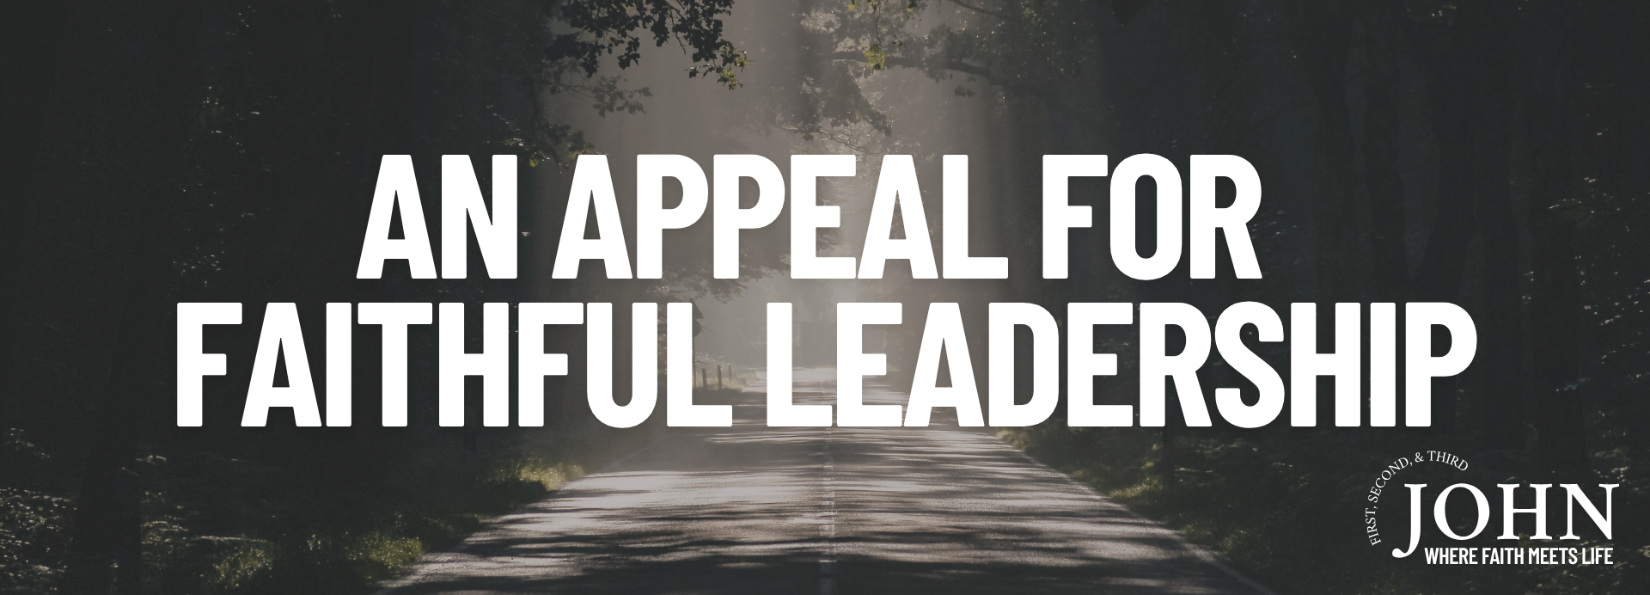 AN APPEAL FOR
FAITHFUL LEADERSHIP
FIRST, SECOND, & THIRD
JOHN
WHERE FAITH MEETS LIFE